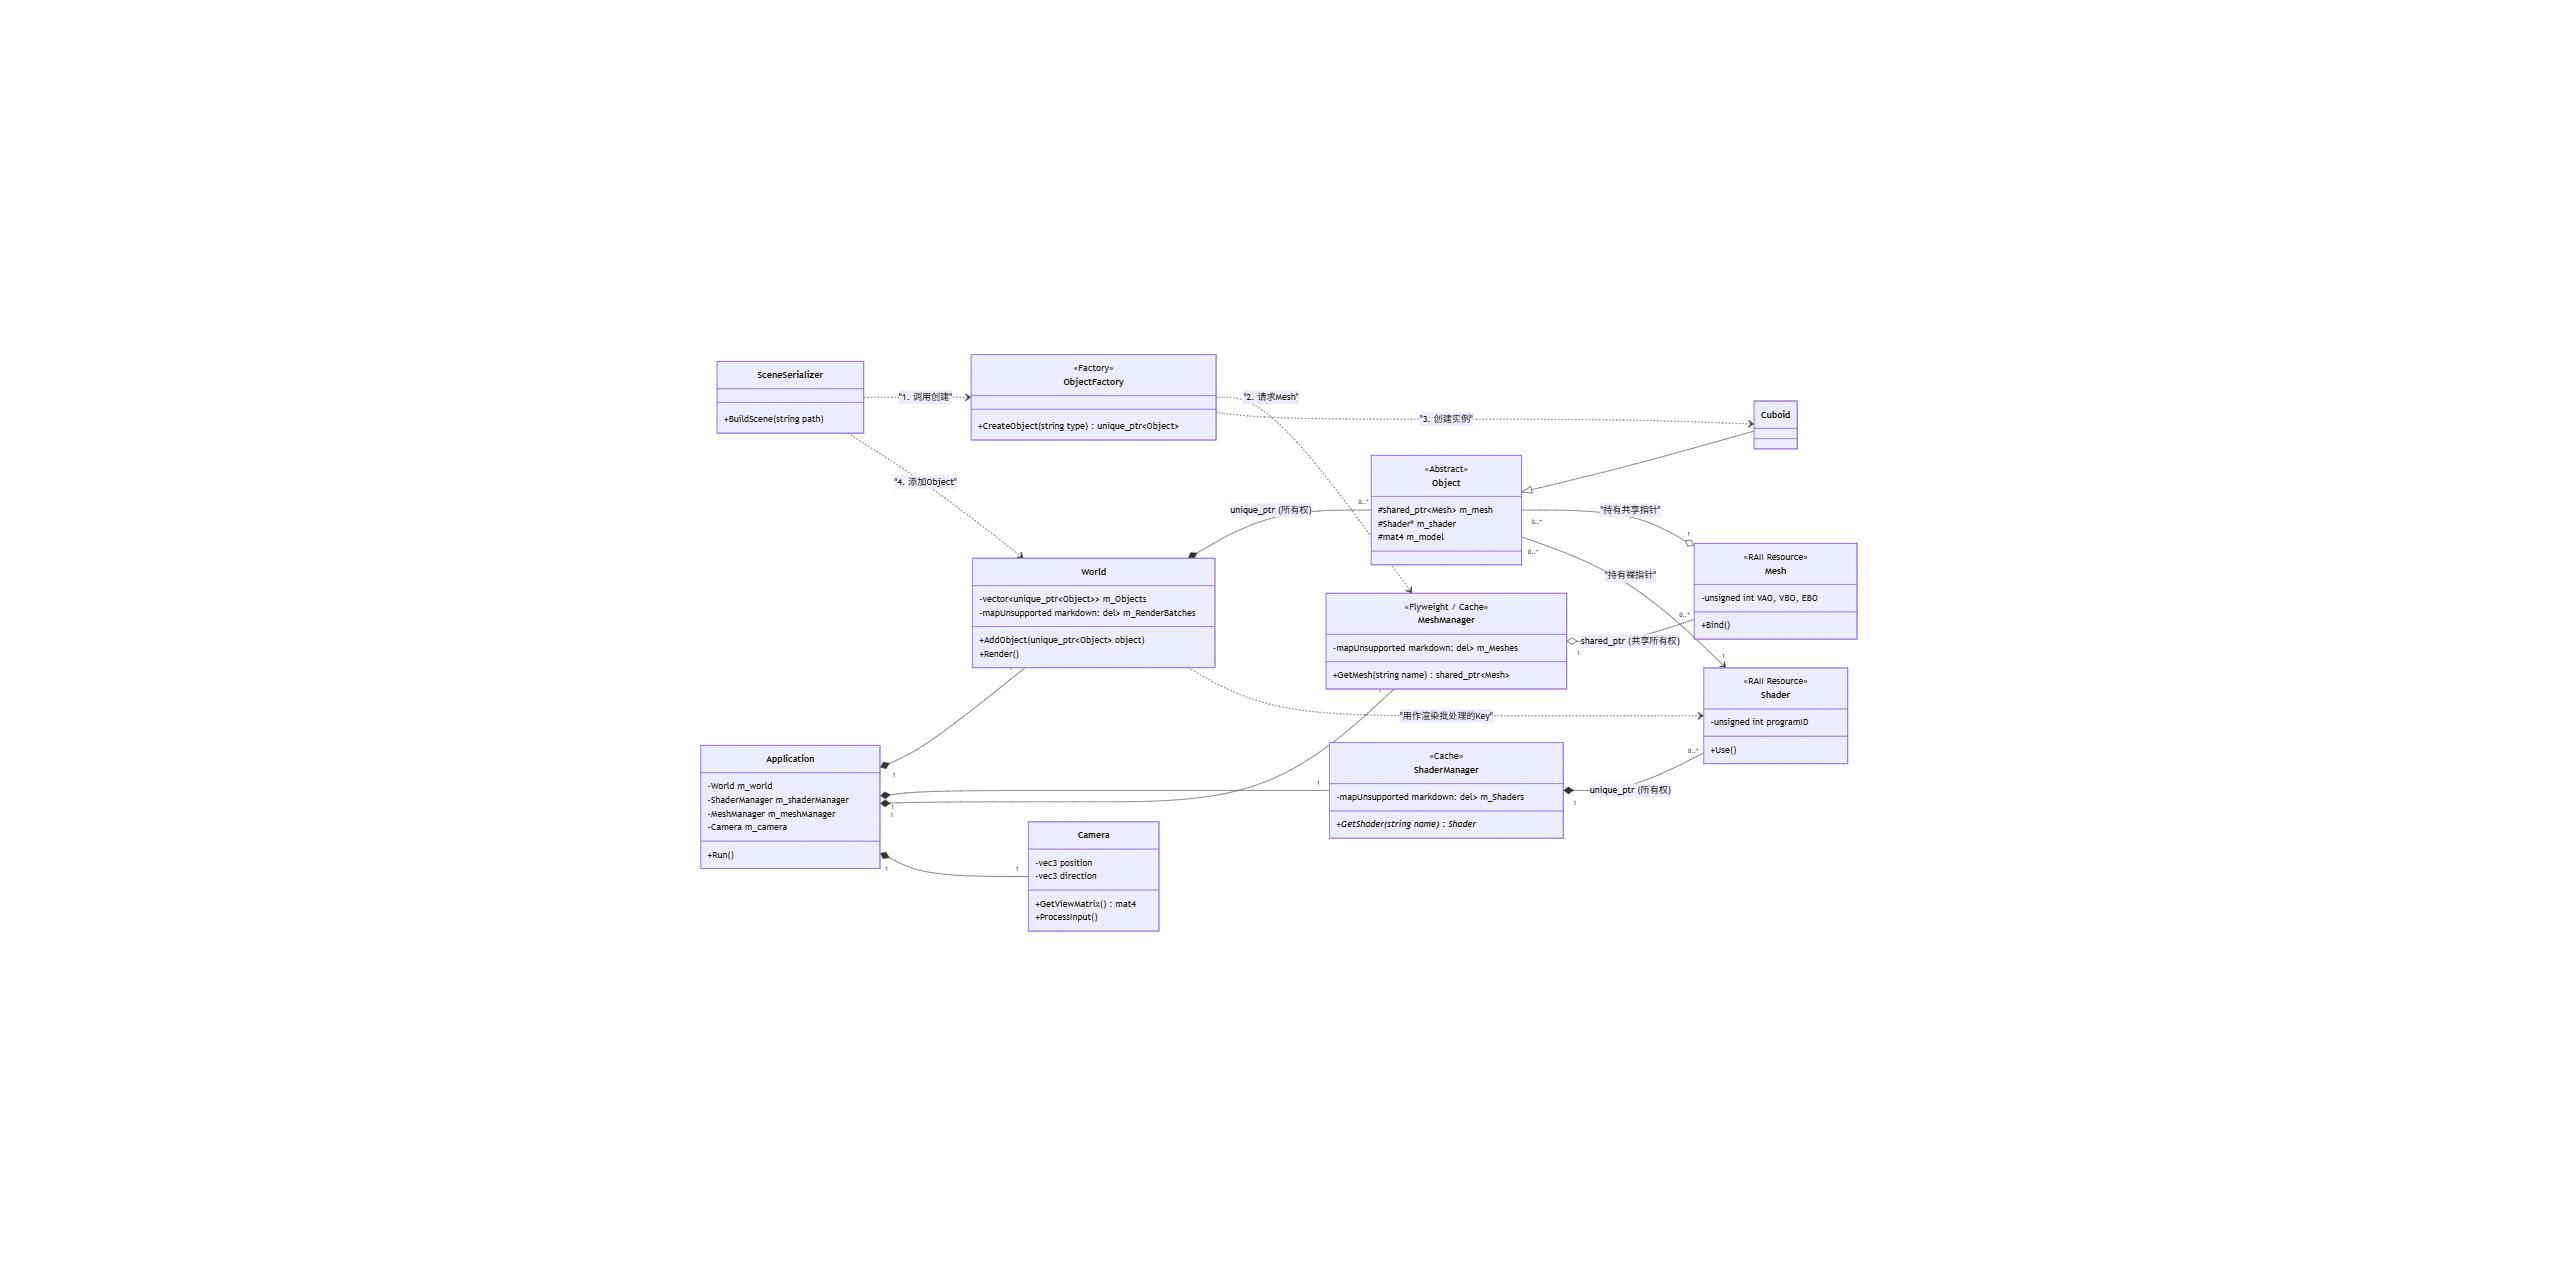 SceneSerializer
+BuildScene(string path)
"1. 调用创建"
«Factory»
ObjectFactory
+CreateObject(string type) : unique_ptr<Object>
"2. 请求Mesh"
"3. 创建实例"
Cuboid
"4. 添加Object"
«Abstract»
Object
#shared_ptr<Mesh> m_mesh
#Shader* m_shader
#mat4 m_model
unique_ptr (所有权)
0..*
"持有共享指针"
0..*
1
"持有裸指针"
0..*
1
«RAII Resource»
Mesh
-unsigned int VAO, VBO, EBO
+Bind()
World
-vector<unique_ptr<Object>> m_Objects
-mapUnsupported markdown: del> m_RenderBatches
+AddObject(unique_ptr<Object> object)
+Render()
«Flyweight / Cache»
MeshManager
-mapUnsupported markdown: del> m_Meshes
+GetMesh(string name) : shared_ptr<Mesh>
shared_ptr (共享所有权)
0..*
1
1
"用作渲染批处理的Key"
«RAII Resource»
Shader
-unsigned int programID
+Use()
Application
-World m_world
-ShaderManager m_shaderManager
-MeshManager m_meshManager
-Camera m_camera
+Run()
1
1
1
1
1
1
«Cache»
ShaderManager
-mapUnsupported markdown: del> m_Shaders
+GetShader(string name) : Shader
unique_ptr (所有权)
0..*
1
Camera
-vec3 position
-vec3 direction
+GetViewMatrix() : mat4
+ProcessInput()